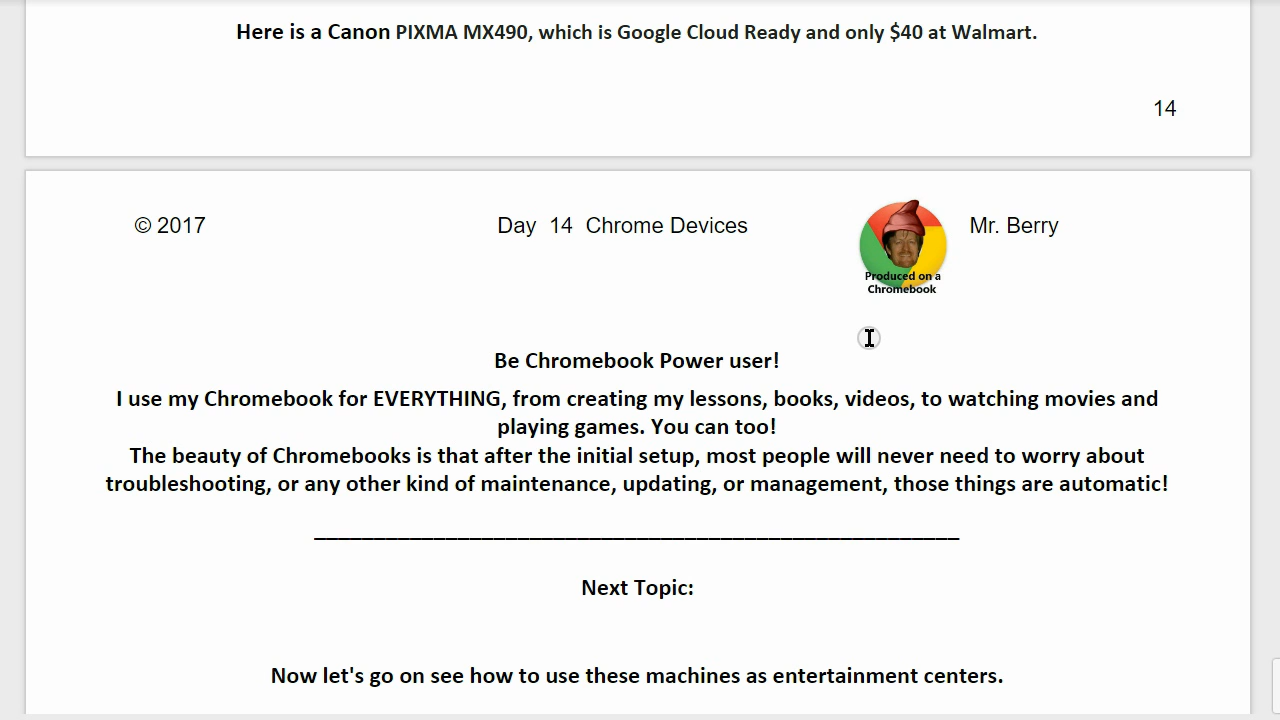 Here is a Canon PIXMA MX490, which is Google Cloud Ready and only $40 at Walmart.
14
© 2017 Day 14 Chrome Devices Mr. Berry
Produced on a
Chromebook
Be Chromebook Power user!
I use my Chromebook for EVERYTHING, from creating my lessons, books, videos, to watching movies and
playing games. You can too!
The beauty of Chromebooks is that after the initial setup, most people will never need to worry about
troubleshooting, or any other kind of maintenance, updating, or management, those things are automatic!
Next Topic:
Now let's go on see how to use these machines as entertainment centers.